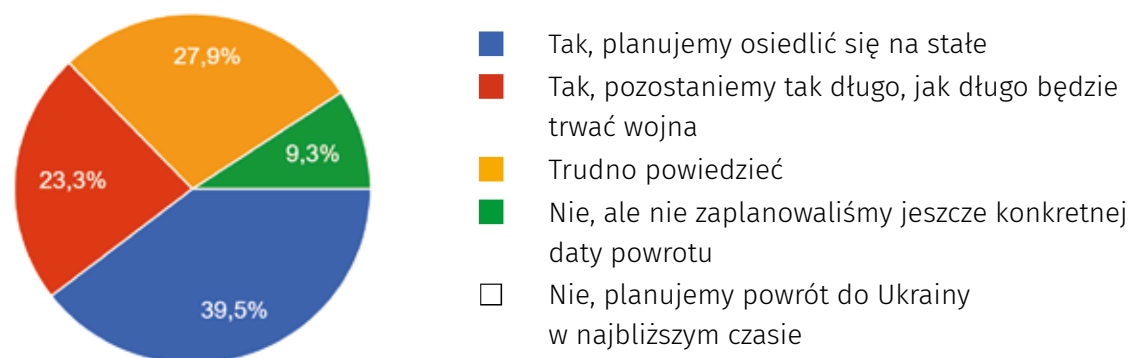 27,9%
9,3%
23,3%
39,5%
Tak, planujemy osiedlić się na stałe
Tak, pozostaniemy tak długo, jak długo będzie
trwać wojna
Trudno powiedzieć
Nie, ale nie zaplanowaliśmy jeszcze konkretnej
daty powrotu
Nie, planujemy powrót do Ukrainy
w najbliższym czasie